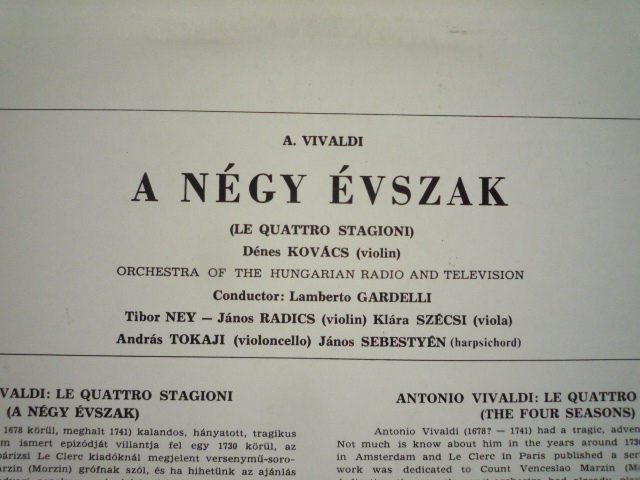 A. VIVALDI
A NÉGY ÉVSZAK
(LE QUATTRO STAGIONI)
Dénes KOVÁCS (violin)
ORCHESTRA OF THE HUNGARIAN RADIO AND TELEVISION
Conductor: Lamberto GARDELLI
Tibor NEY — János RADICS (violin) Klára SZÉCSI (viola)
András TOKAJI (violoncello) János SEBESTYÉN (harpsichord)
VALDI: LE QUATTRO STAGIONI
(A NÉGY ÉVSZAK)
1678 körül, meghalt 1741) kalandos, hányatott, tragikus
m ismert epizódját villantja fel egy 1730 körül, az
párizsi Le Clerc kiadóknál megjelent versenymű-soro-
arzin (Morzin) grófnak szól, és ha hihetünk az ajánlás
ANTONIO VIVALDI: LE QUATTRO
(THE FOUR SEASONS)
Antonio Vivaldi (1678? — 1741) had a tragic, adven
Not much is know about him in the years around 173
in Amsterdam and Le Clerc in Paris published a ser
work was dedicated to Count Venceslao Marzin (M